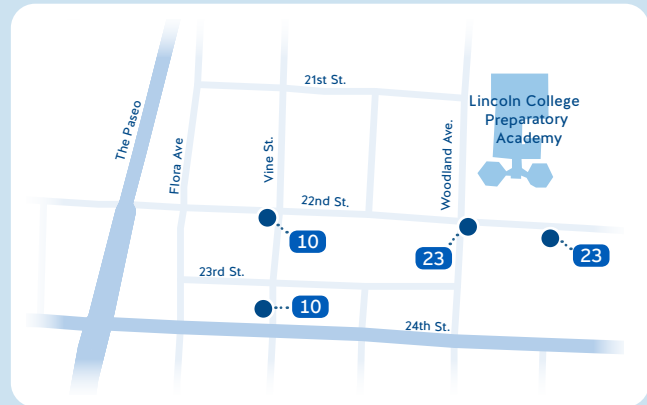 21st St.
Lincoln College
Preparatory
Academy
The Paseo
Flora Ave
Vine St.
Woodland Ave.
22nd St.
10
23
23
23rd St.
10
24th St.